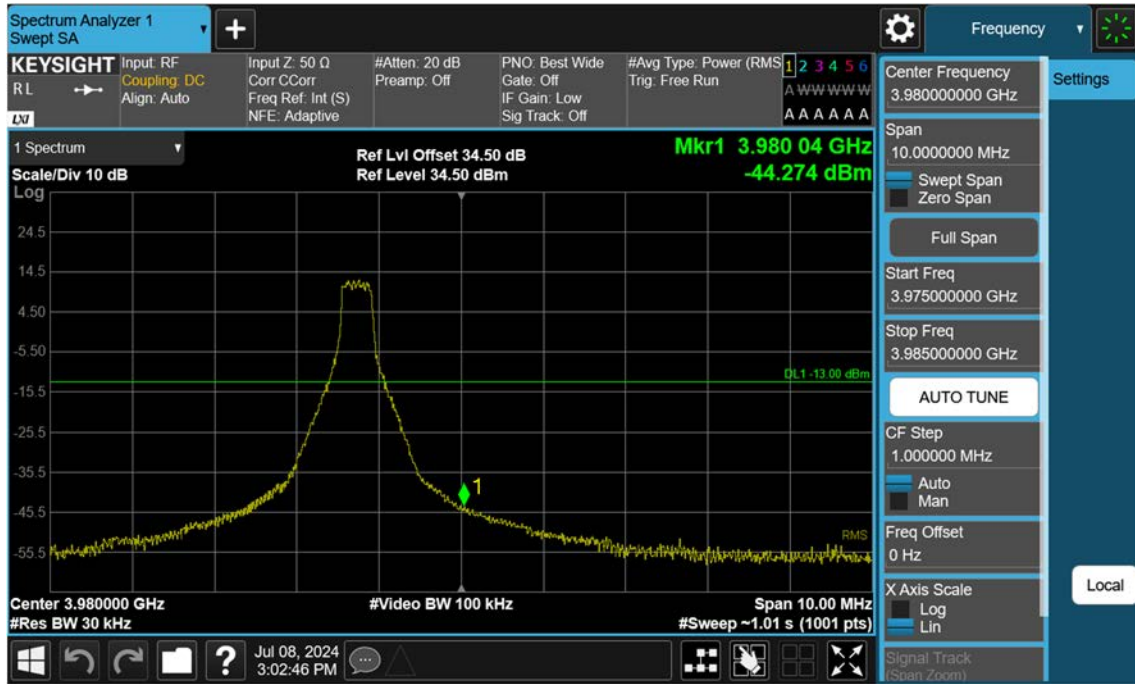 Spectrum Analyzer 1
Swept SA
Frequency
KEYSIGHT
RL
LXI
Input: RF
Coupling: DC
Align: Auto
Input Z: 50 Ω
Corr CCorr
Freq Ref: Int (S)
NFE: Adaptive
#Atten: 20 dB
Preamp: Off
PNO: Best Wide
Gate: Off
IF Gain: Low
Sig Track: Off
#Avg Type: Power (RMS
Trig: Free Run
1 2 3 4 5 6
A W W W W W
A A A A A A
1 Spectrum
Scale/Div 10 dB
Log
Ref Lvl Offset 34.50 dB
Ref Level 34.50 dBm
Mkr1 3.980 04 GHz
-44.274 dBm
24.5
14.5
4.50
-5.50
-15.5
-25.5
-35.5
-45.5
-55.5
DL1 -13.00 dBm
1
RMS
Center 3.980000 GHz
#Res BW 30 kHz
#Video BW 100 kHz
Span 10.00 MHz
#Sweep ~1.01 s (1001 pts)
Center Frequency
3.980000000 GHz
Span
10.0000000 MHz
Swept Span
Zero Span
Full Span
Start Freq
3.975000000 GHz
Stop Freq
3.985000000 GHz
AUTO TUNE
CF Step
1.000000 MHz
Auto
Man
Freq Offset
0 Hz
X Axis Scale
Log
Lin
Signal Track
(Span Zoom)
Settings
Local
?
Jul 08, 2024
3:02:46 PM